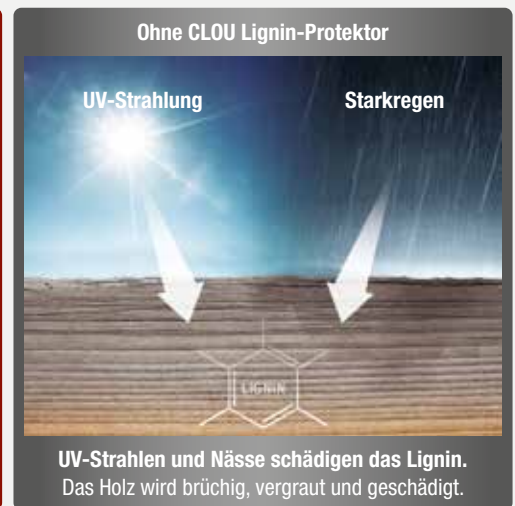 Ohne CLOU Lignin-Protektor
UV-Strahlung
Starkregen
LIGNIN
UV-Strahlen und Nässe schädigen das Lignin.
Das Holz wird brüchig, vergraut und geschädigt.